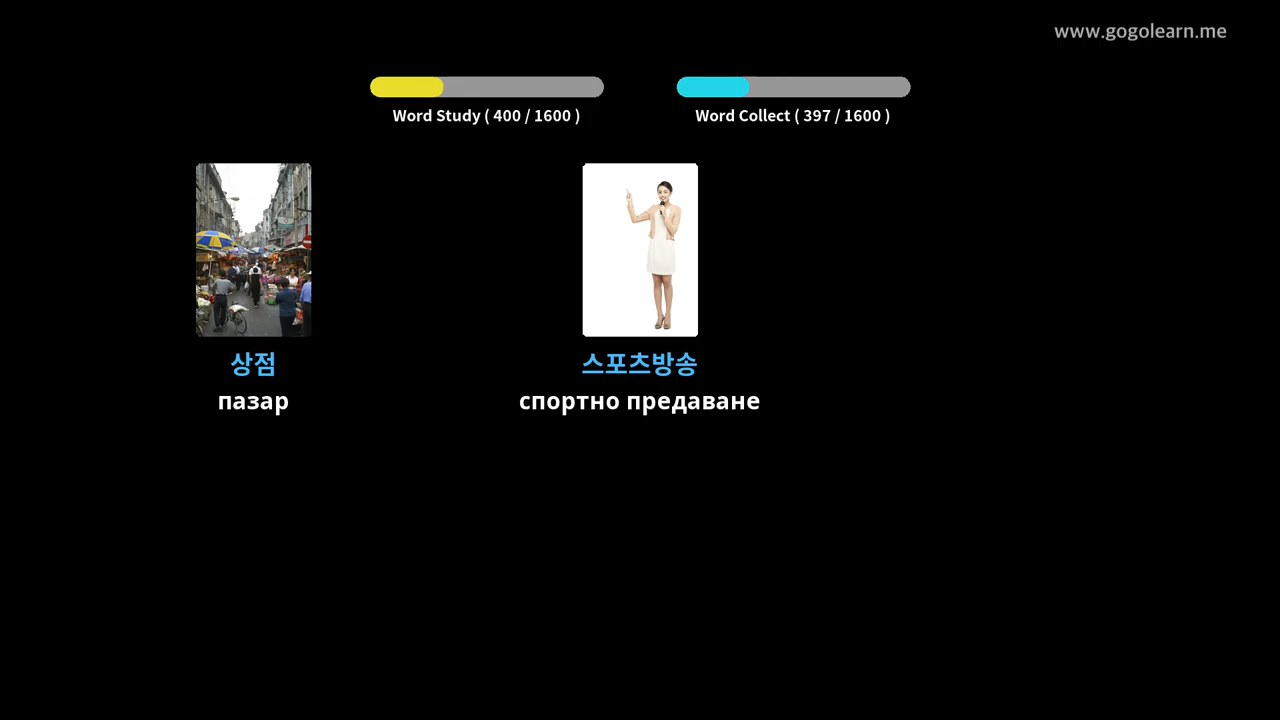 www.gogolearn.me
Word Study ( 400 / 1600 )
Word Collect ( 397 / 1600 )
상점
пазар
스포츠방송
спортно предаване